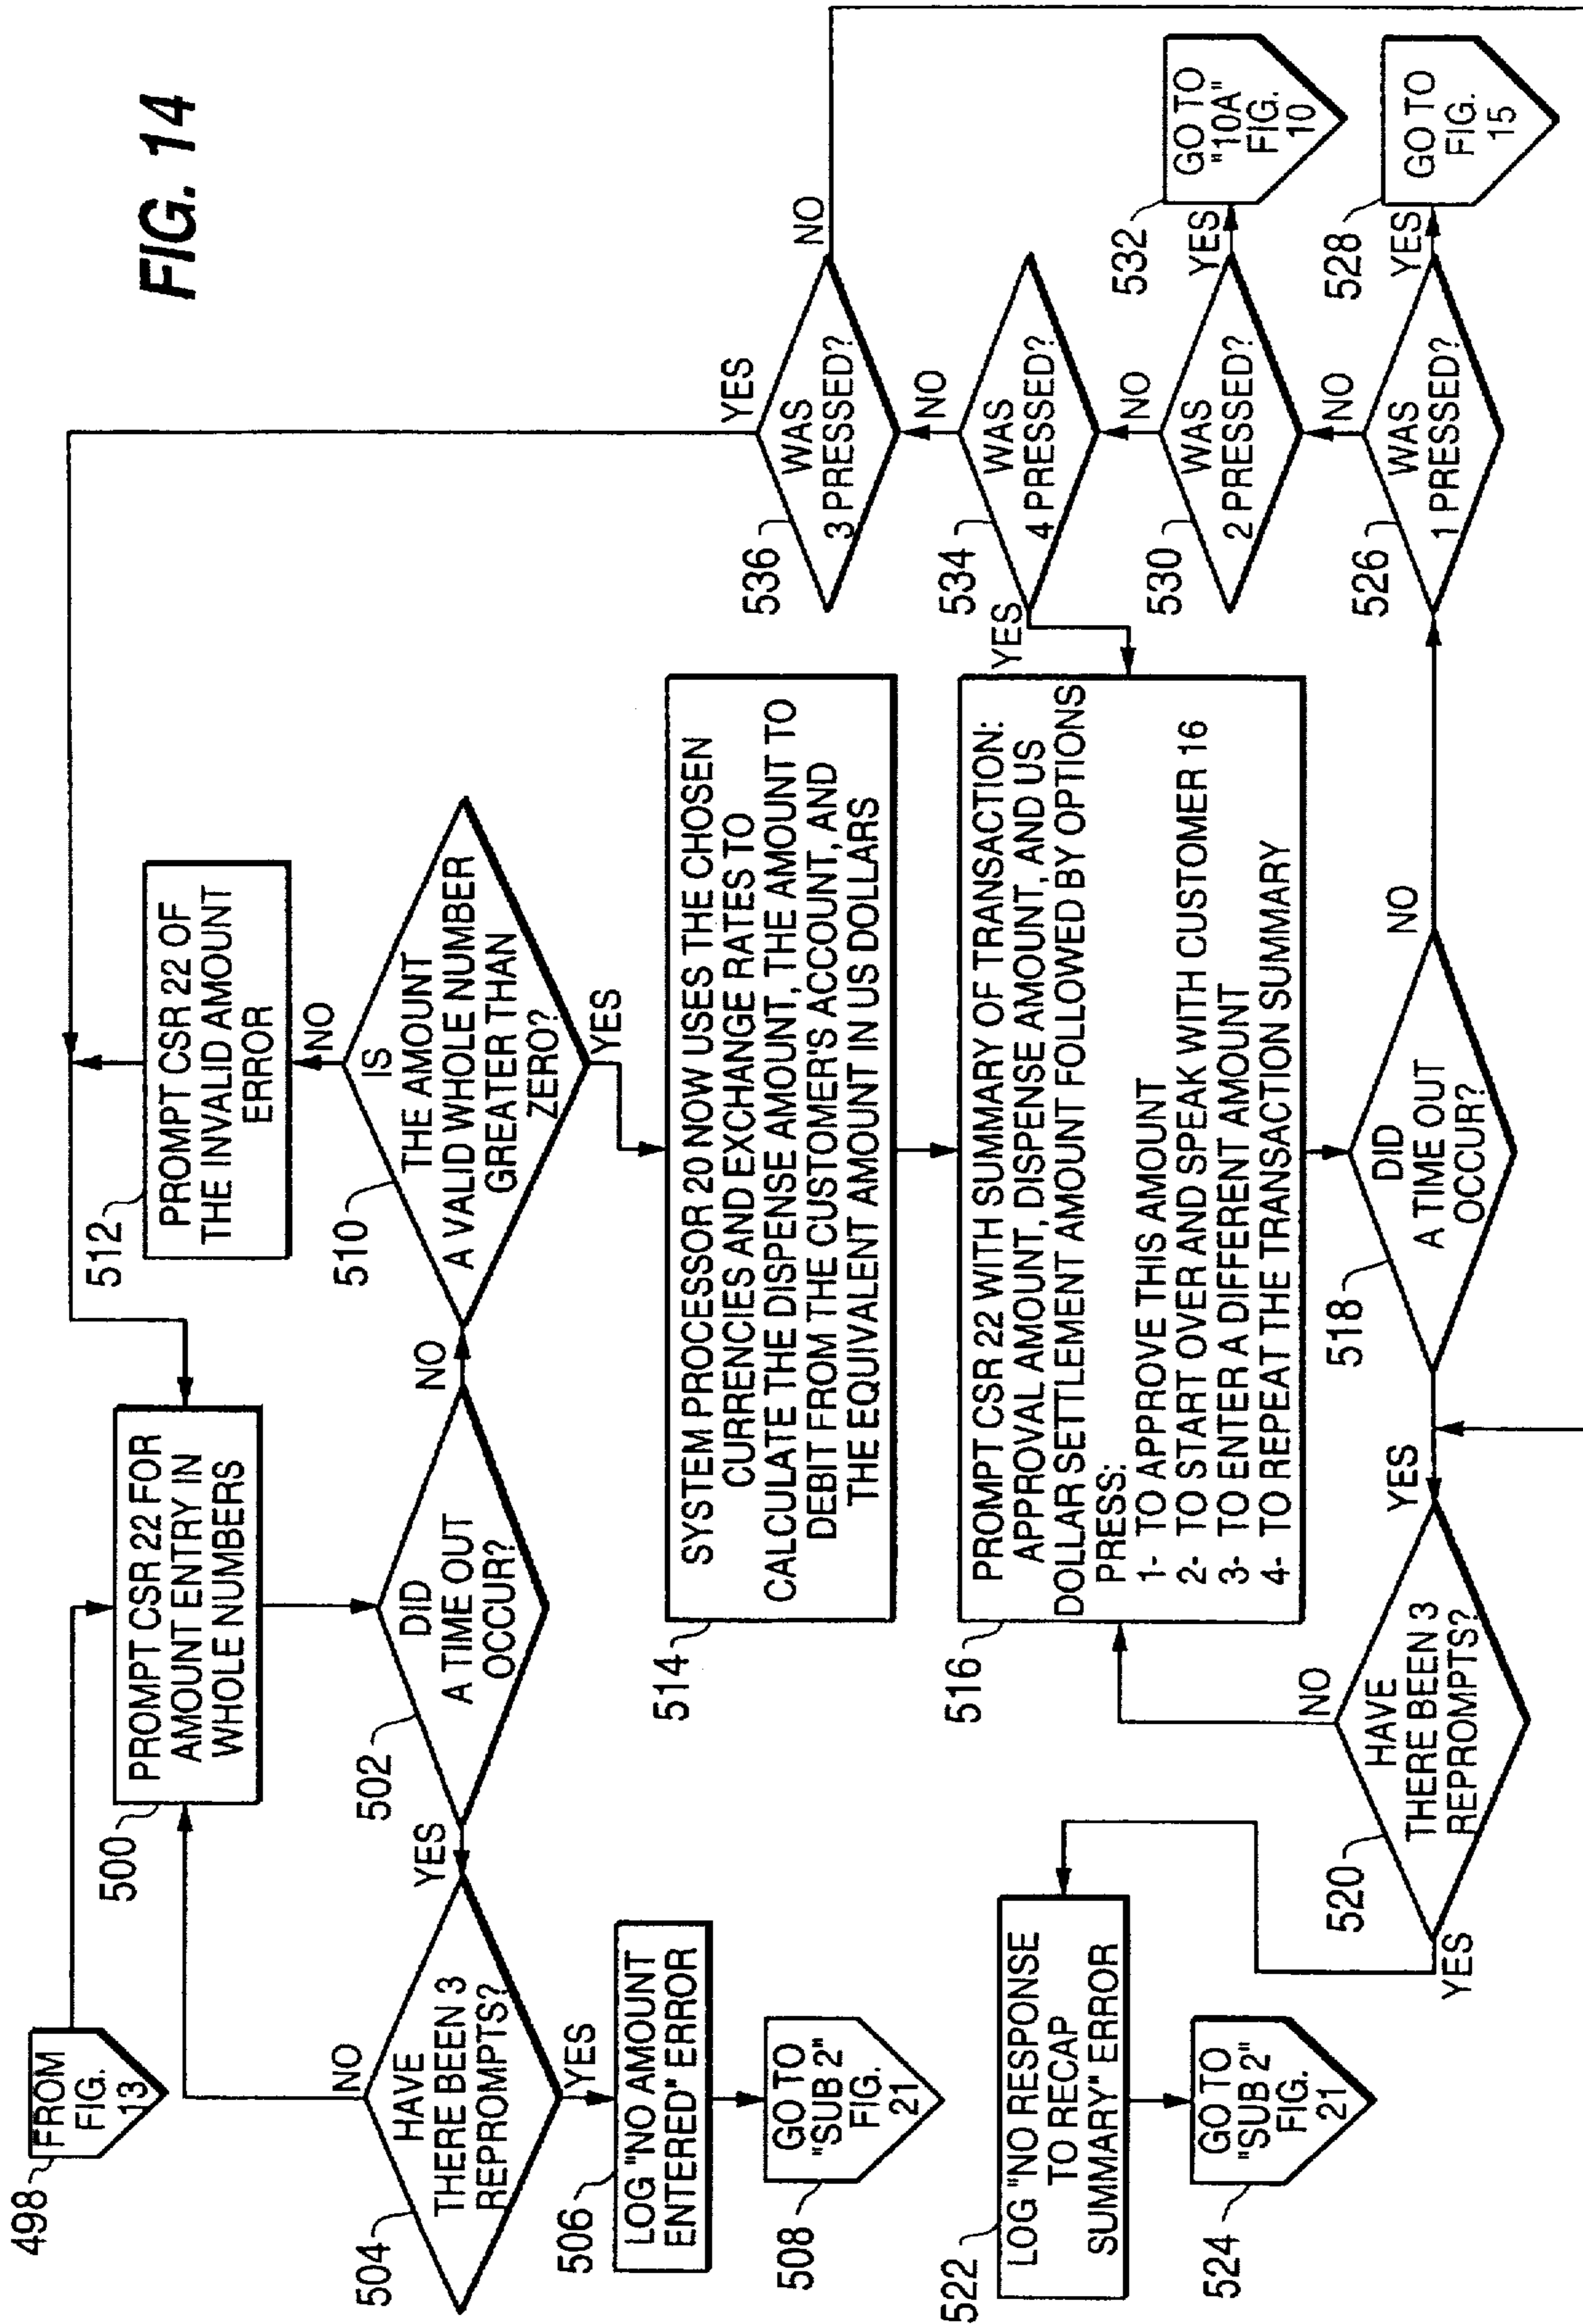 FIG. 14
498
FROM
FIG.
13
500
PROMPT CSR 22 FOR
AMOUNT ENTRY IN
WHOLE NUMBERS
502
DID
A TIME OUT
OCCUR?
YES
NO
504
HAVE
THERE BEEN 3
REPROMPTS?
NO
YES
506
LOG "NO AMOUNT
ENTERED" ERROR
508
GO TO
"SUB 2"
FIG.
21
510
IS
THE AMOUNT
A VALID WHOLE NUMBER
GREATER THAN
ZERO?
NO
YES
512
PROMPT CSR 22 OF
THE INVALID AMOUNT
ERROR
514
SYSTEM PROCESSOR 20 NOW USES THE CHOSEN
CURRENCIES AND EXCHANGE RATES TO
CALCULATE THE DISPENSE AMOUNT, THE AMOUNT TO
DEBIT FROM THE CUSTOMER'S ACCOUNT, AND
THE EQUIVALENT AMOUNT IN US DOLLARS
516
PROMPT CSR 22 WITH SUMMARY OF TRANSACTION:
APPROVAL AMOUNT, DISPENSE AMOUNT, AND US
DOLLAR SETTLEMENT AMOUNT FOLLOWED BY OPTIONS
PRESS:
1- TO APPROVE THIS AMOUNT
2- TO START OVER AND SPEAK WITH CUSTOMER 16
3- TO ENTER A DIFFERENT AMOUNT
4- TO REPEAT THE TRANSACTION SUMMARY
518
DID
A TIME OUT
OCCUR?
YES
NO
520
HAVE
THERE BEEN 3
REPROMPTS?
NO
YES
522
LOG "NO RESPONSE
TO RECAP
SUMMARY" ERROR
524
GO TO
"SUB 2"
FIG.
21
526
WAS
1 PRESSED?
YES
NO
528
GO TO
FIG.
15
530
WAS
2 PRESSED?
YES
NO
532
GO TO
"10A"
FIG.
10
534
WAS
4 PRESSED?
YES
NO
536
WAS
3 PRESSED?
YES
NO